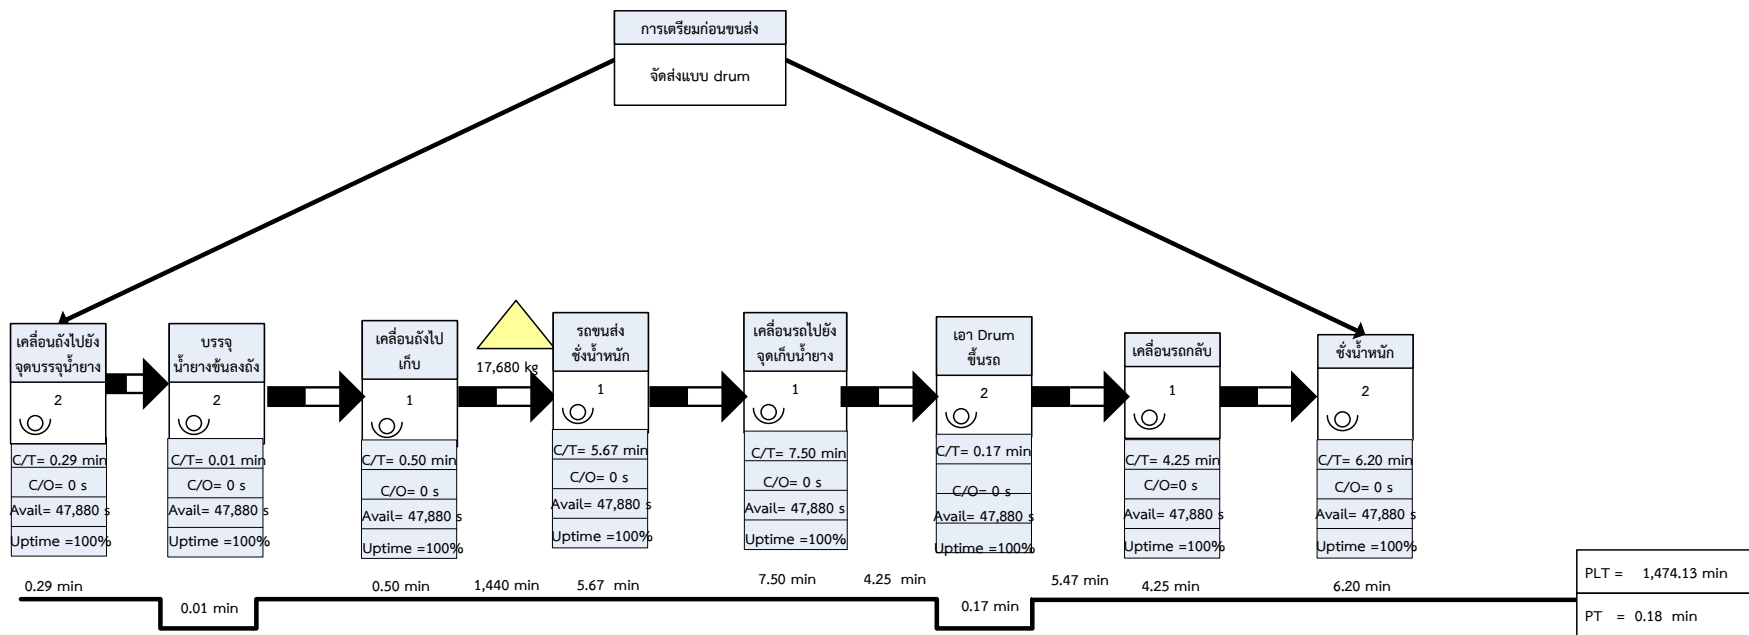 การเตรียมก่อนขนส่ง
จัดส่งแบบ drum
เคลื่อนถังไปยัง
จุดบรรจุน้ำยาง
2
C/T= 0.29 min
C/O= 0 s
Avail= 47,880 s
Uptime =100%
บรรจุ
น้ำยางข้นลงถัง
2
C/T= 0.01 min
C/O= 0 s
Avail= 47,880 s
Uptime =100%
เคลื่อนถังไป
เก็บ
1
C/T= 0.50 min
C/O= 0 s
Avail= 47,880 s
Uptime =100%
17,680 kg
รถขนส่ง
ชั่งน้ำหนัก
1
C/T= 5.67 min
C/O= 0 s
Avail= 47,880 s
Uptime =100%
เคลื่อนรถไปยัง
จุดเก็บน้ำยาง
1
C/T= 7.50 min
C/O= 0 s
Avail= 47,880 s
Uptime =100%
เอา Drum
ขึ้นรถ
2
C/T= 0.17 min
C/O= 0 s
Avail= 47,880 s
Uptime =100%
เคลื่อนรถกลับ
1
C/T= 4.25 min
C/O=0 s
Avail= 47,880 s
Uptime =100%
ชั่งน้ำหนัก
2
C/T= 6.20 min
C/O= 0 s
Avail= 47,880 s
Uptime =100%
0.29 min
0.01 min
0.50 min
1,440 min
5.67 min
7.50 min
4.25 min
0.17 min
5.47 min
4.25 min
6.20 min
PLT = 1,474.13 min
PT = 0.18 min